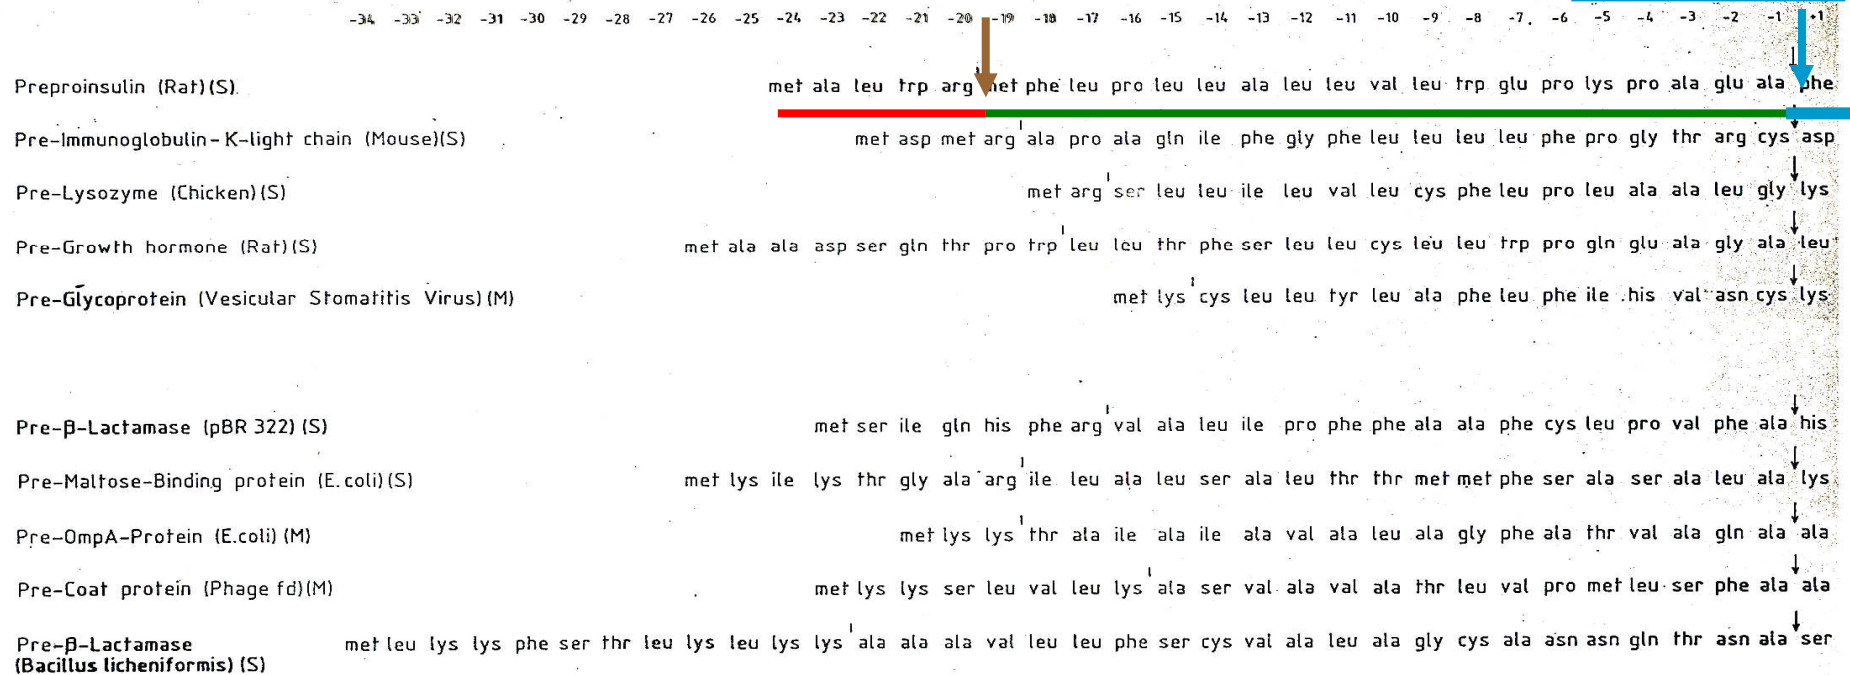 -34 -33 -32 -31 -30 -29 -28 -27 -26 -25 -24 -23 -22 -21 -20 -19 -18 -17 -16 -15 -14 -13 -12 -11 -10 -9 -8 -7 -6 -5 -4 -3 -2 -1 +1
Preproinsulin (Rat)(S) met ala leu trp arg met phe leu pro leu leu ala leu leu val leu trp glu pro lys pro ala glu ala phe
Pre-Immunoglobulin-K-light chain (Mouse)(S) met asp met arg ala pro ala gln ile phe gly phe leu leu leu leu phe pro gly thr arg cys asp
Pre-Lysozyme (Chicken)(S) met arg ser leu leu ile leu val leu cys phe leu pro leu ala ala leu gly lys
Pre-Growth hormone (Rat)(S) met ala ala asp ser gln thr pro trp leu leu thr phe ser leu leu cys leu leu trp pro gln glu ala gly ala leu
Pre-Glycoprotein (Vesicular Stomatitis Virus)(M) met lys cys leu leu tyr leu ala phe leu phe ile his val asn cys lys
Pre-β-Lactamase (pBR 322)(S) met ser ile gln his phe arg val ala leu ile pro phe phe ala ala phe cys leu pro val phe ala his
Pre-Maltose-Binding protein (E.coli)(S) met lys ile lys thr gly ala arg ile leu ala leu ser ala leu thr thr met met phe ser ala ser ala leu ala lys
Pre-OmpA-Protein (E.coli)(M) met lys lys thr ala ile ala ile ala val ala leu ala gly phe ala thr val ala gln ala ala
Pre-Coat protein (Phage fd)(M) met lys lys ser leu val leu lys ala ser val ala val ala thr leu val pro met leu ser phe ala ala
Pre-β-Lactamase met leu lys lys phe ser thr leu lys leu lys lys ala ala ala val leu leu phe ser cys val ala leu ala gly cys ala asn asn gln thr asn ala ser
(Bacillus licheniformis) (S)